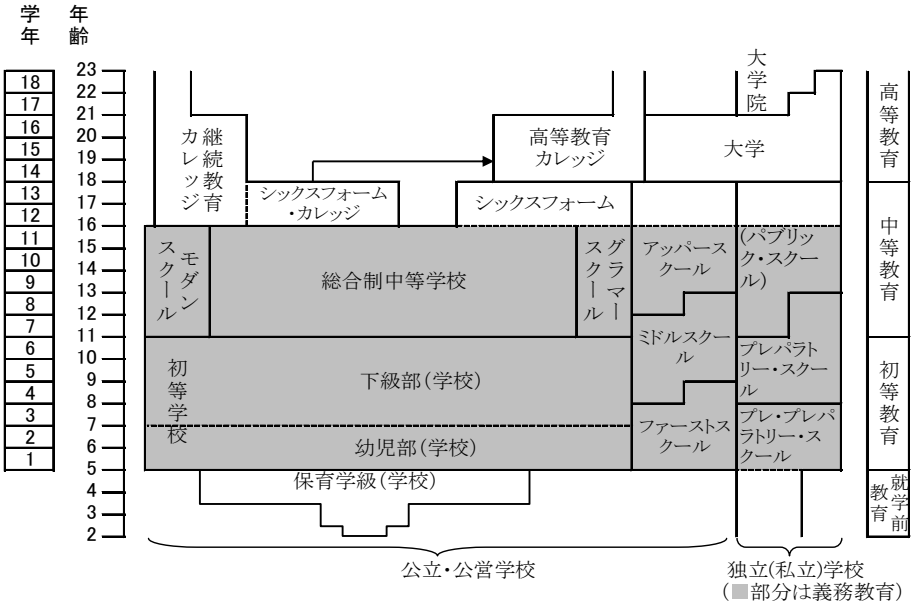 学年
年齢
18
17
16
15
14
13
12
11
10
9
8
7
6
5
4
3
2
1
23
22
21
20
19
18
17
16
15
14
13
12
11
10
9
8
7
6
5
4
3
2
継続教育
カレッジ
シックスフォーム
・カレッジ
高等教育
カレッジ
シックスフォーム
大学院
大学
モダン
スクール
総合制中等学校
グラマー
スクール
アッパース
クール
(パブリッ
ク・スクー
ル)
ミドルスクー
ル
プレパラト
リー・スクー
ル
初等学校
下級部(学校)
幼児部(学校)
ファーストス
クール
プレ・プレパ
ラトリー・ス
クール
保育学級(学校)
高等教育
中等教育
初等教育
就学前
教育
公立・公営学校
独立(私立)学校
(■部分は義務教育)